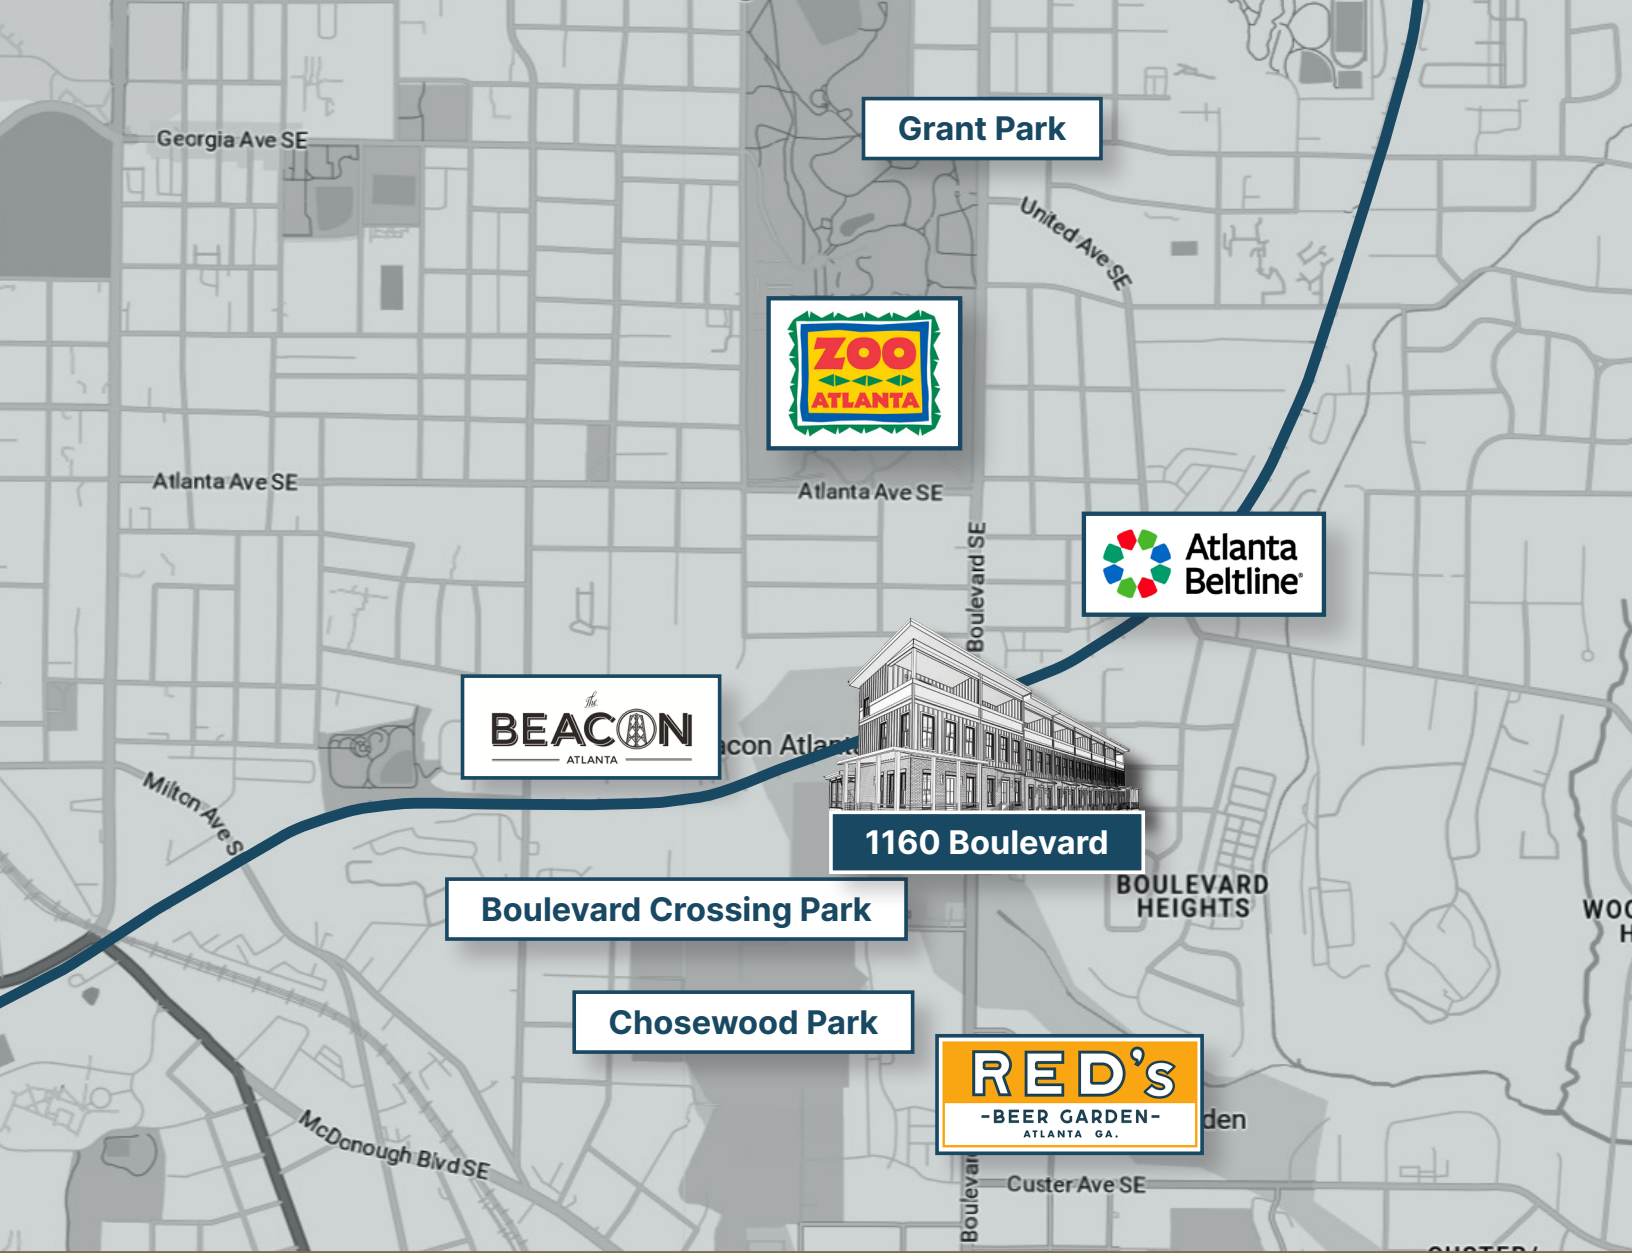 Grant Park
Georgia Ave SE
United Ave SE
ZOO
ATLANTA
Atlanta Ave SE
Atlanta Ave SE
Boulevard SE
Atlanta
Beltline
the
BEACON
ATLANTA
acon Atlanta
Milton Ave S
1160 Boulevard
BOULEVARD
HEIGHTS
WOO
H
Boulevard Crossing Park
Chosewood Park
RED's
-BEER GARDEN-
ATLANTA GA.
den
McDonough Blvd SE
Custer Ave SE
Boulevar